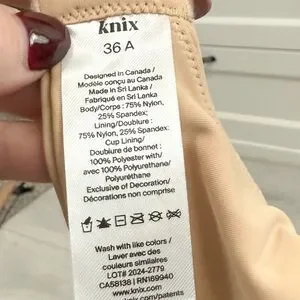 knix
36 A
Designed in Canada /
Modèle conçu au Canada
Made in Sri Lanka /
Fabriqué en Sri Lanka
Body/Corps : 75% Nylon,
25% Spandex;
Lining/Doublure :
75% Nylon, 25% Spandex;
Cup Lining/
Doublure de bonnet :
100% Polyester with/
avec 100% Polyurethane/
Polyuréthane
Exclusive of Decoration/
Décorations non comprise
Wash with like colors /
Laver avec des
couleurs similaires
LOT# 2024-2779
CA58138 | RN169940
www.knix.com
knix.com/patents